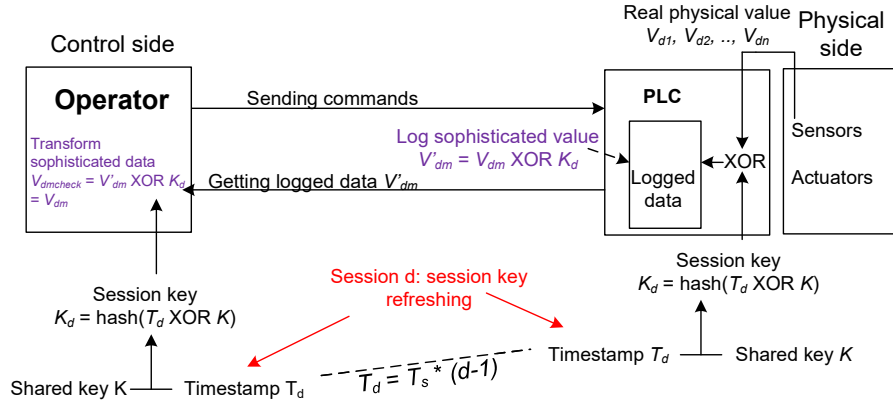 Real physical value
V_d1, V_d2, .., V_dn
Physical
side
Control side
Operator
Sending commands
PLC
Transform
sophisticated data
V_dmcheck = V'_dm XOR K_d
= V_dm
Log sophisticated value
V'_dm = V_dm XOR K_d
Logged
data
XOR
Sensors
Actuators
Getting logged data V'_dm
Session key
K_d = hash(T_d XOR K)
Session d: session key
refreshing
Session key
K_d = hash(T_d XOR K)
Shared key K
Timestamp T_d
T_d = T_s * (d-1)
Timestamp T_d
Shared key K